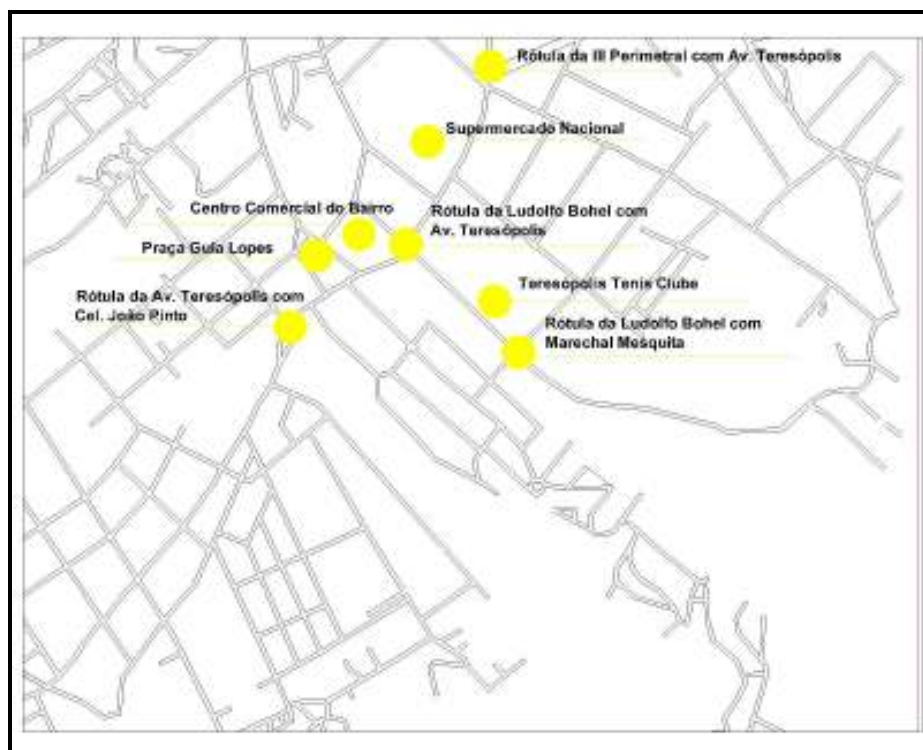 Rótula da III Perimetral com Av. Teresópolis
Supermercado Nacional
Centro Comercial do Bairro
Rótula da Ludolfo Bohel com
Av. Teresópolis
Praça Guia Lopes
Teresópolis Tenis Clube
Rótula da Av. Teresópolis com
Cel. João Pinto
Rótula da Ludolfo Bohel com
Marechal Mesquita